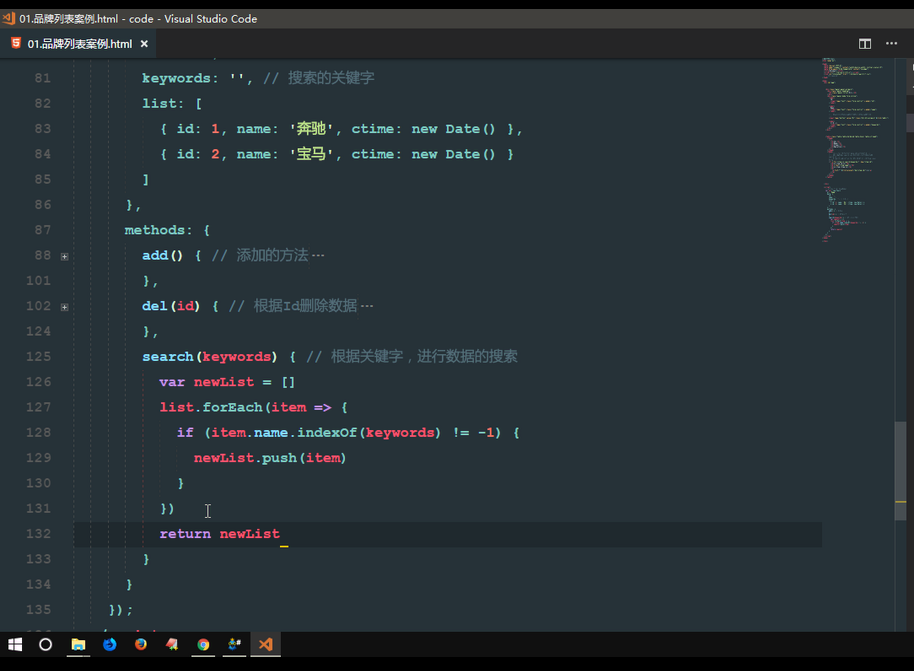 01.品牌列表案例.html - code - Visual Studio Code
01.品牌列表案例.html ×
81 keywords: '', // 搜索的关键字
82 list: [
83 { id: 1, name: '奔驰', ctime: new Date() },
84 { id: 2, name: '宝马', ctime: new Date() }
85 ]
86 },
87 methods: {
88 add() { // 添加的方法…
101 },
102 del(id) { // 根据Id删除数据…
124 },
125 search(keywords) { // 根据关键字，进行数据的搜索
126 var newList = []
127 list.forEach(item => {
128 if (item.name.indexOf(keywords) != -1) {
129 newList.push(item)
130 }
131 })
132 return newList
133 }
134 }
135 });